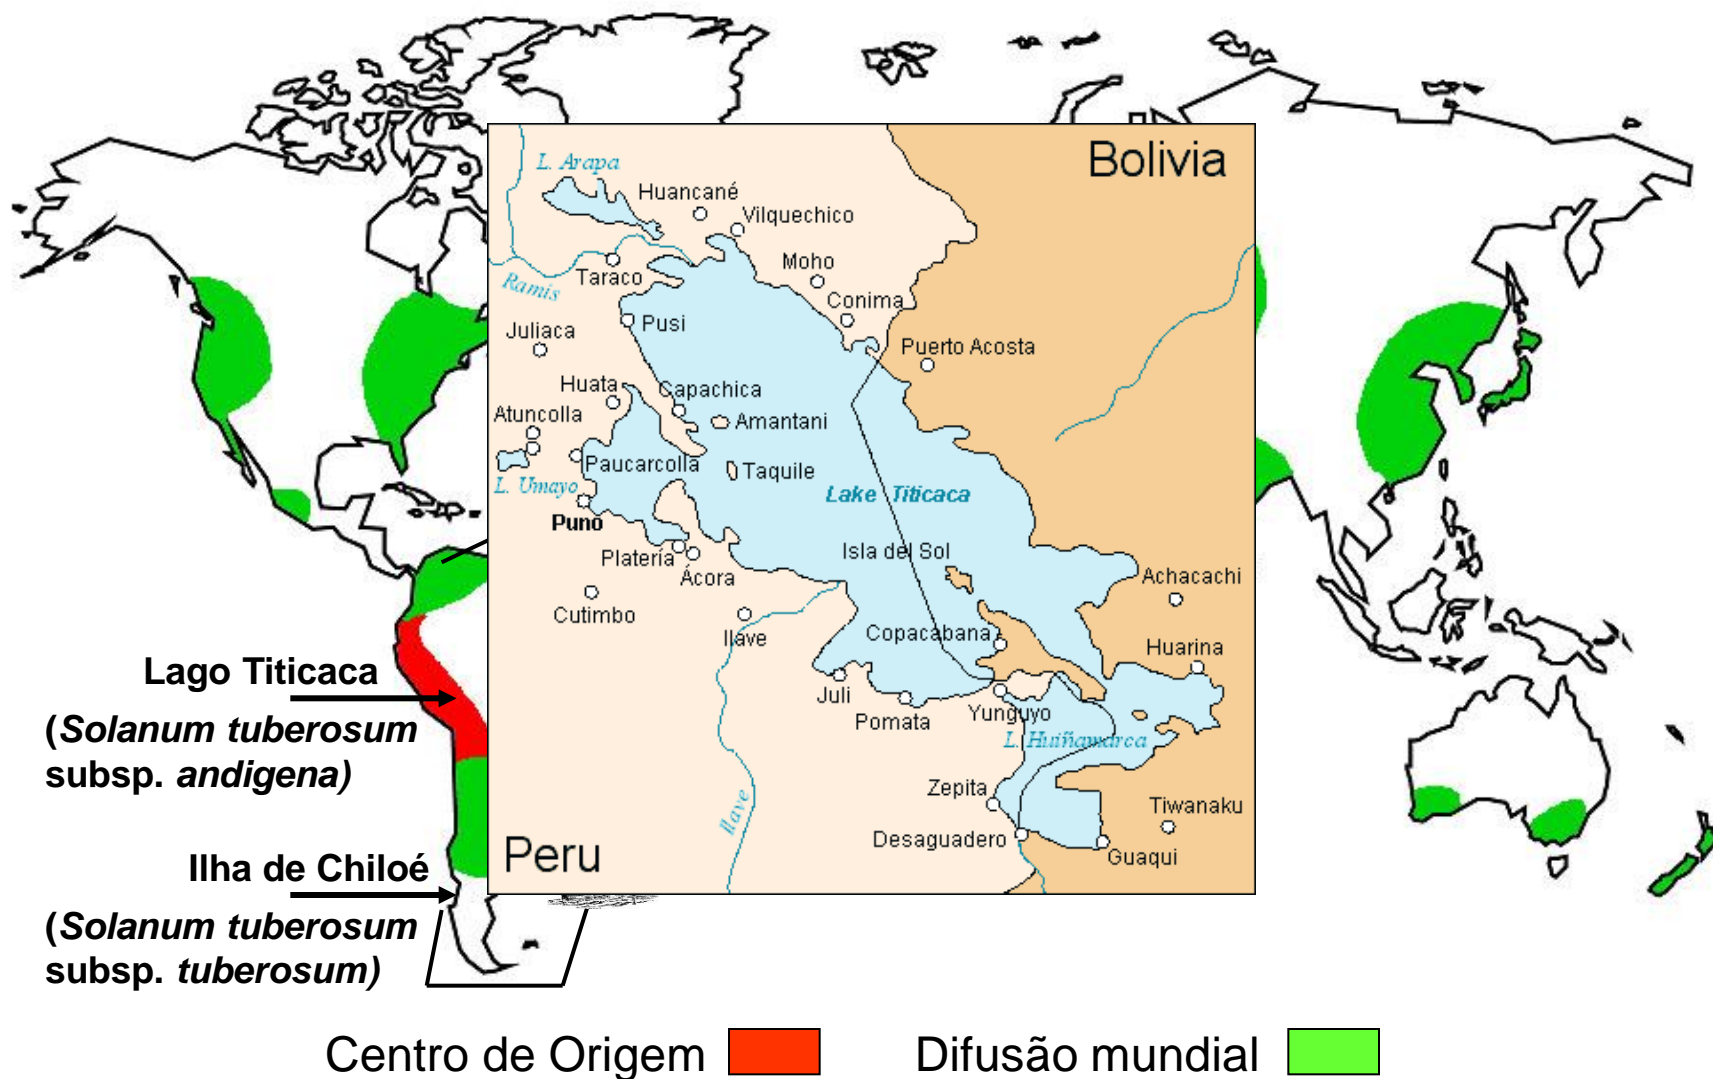 Bolivia
L. Arapa
Huancané
Vilquechico
Moho
Taraco
Ramis
Conima
Pusi
Juliaca
Puerto Acosta
Huata
Capachica
Atuncolla
Amantani
Paucarcolla
Taquile
L. Umayo
Lake Titicaca
Puno
Isla del Sol
Platería
Ácora
Achacachi
Cutimbo
Ilave
Copacabana
Huarina
Juli
Pomata
Yunguyo
L. Huiñamarca
Ilave
Zepita
Tiwanaku
Desaguadero
Guaqui
Peru
Lago Titicaca
(Solanum tuberosum
subsp. andigena)
Ilha de Chiloé
(Solanum tuberosum
subsp. tuberosum)
Centro de Origem
Difusão mundial